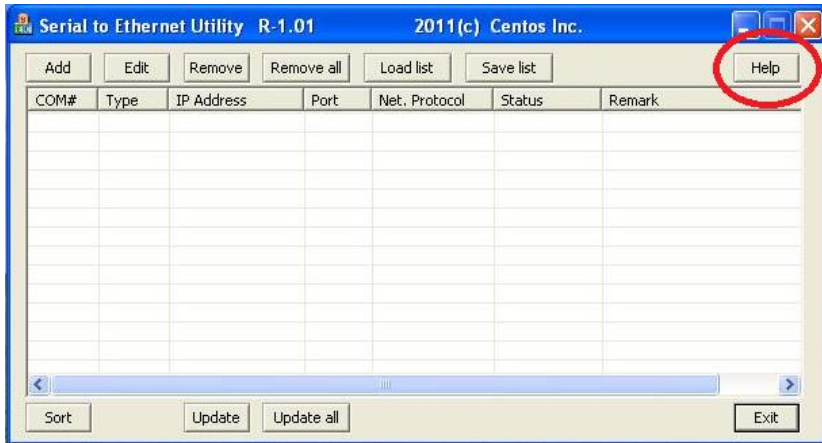 Serial to Ethernet Utility R-1.01 2011(c) Centos Inc.
Add Edit Remove Remove all Load list Save list Help
COM# Type IP Address Port Net. Protocol Status Remark
Sort Update Update all Exit